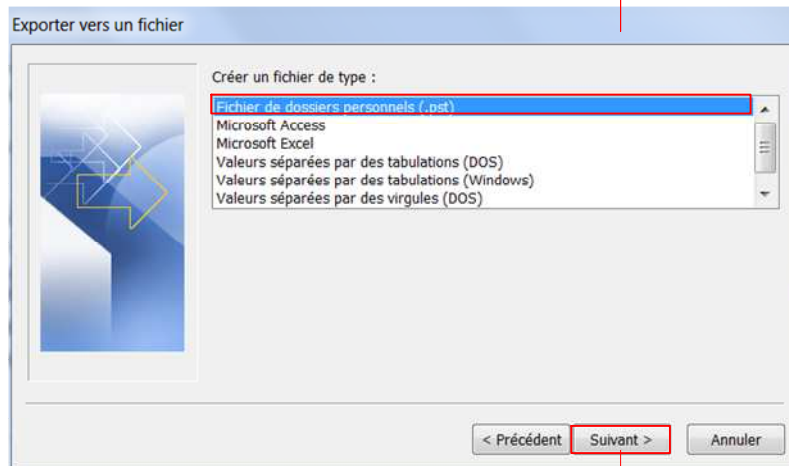 Exporter vers un fichier
Créer un fichier de type :
Fichier de dossiers personnels (.pst)
Microsoft Access
Microsoft Excel
Valeurs séparées par des tabulations (DOS)
Valeurs séparées par des tabulations (Windows)
Valeurs séparées par des virgules (DOS)
< Précédent Suivant > Annuler